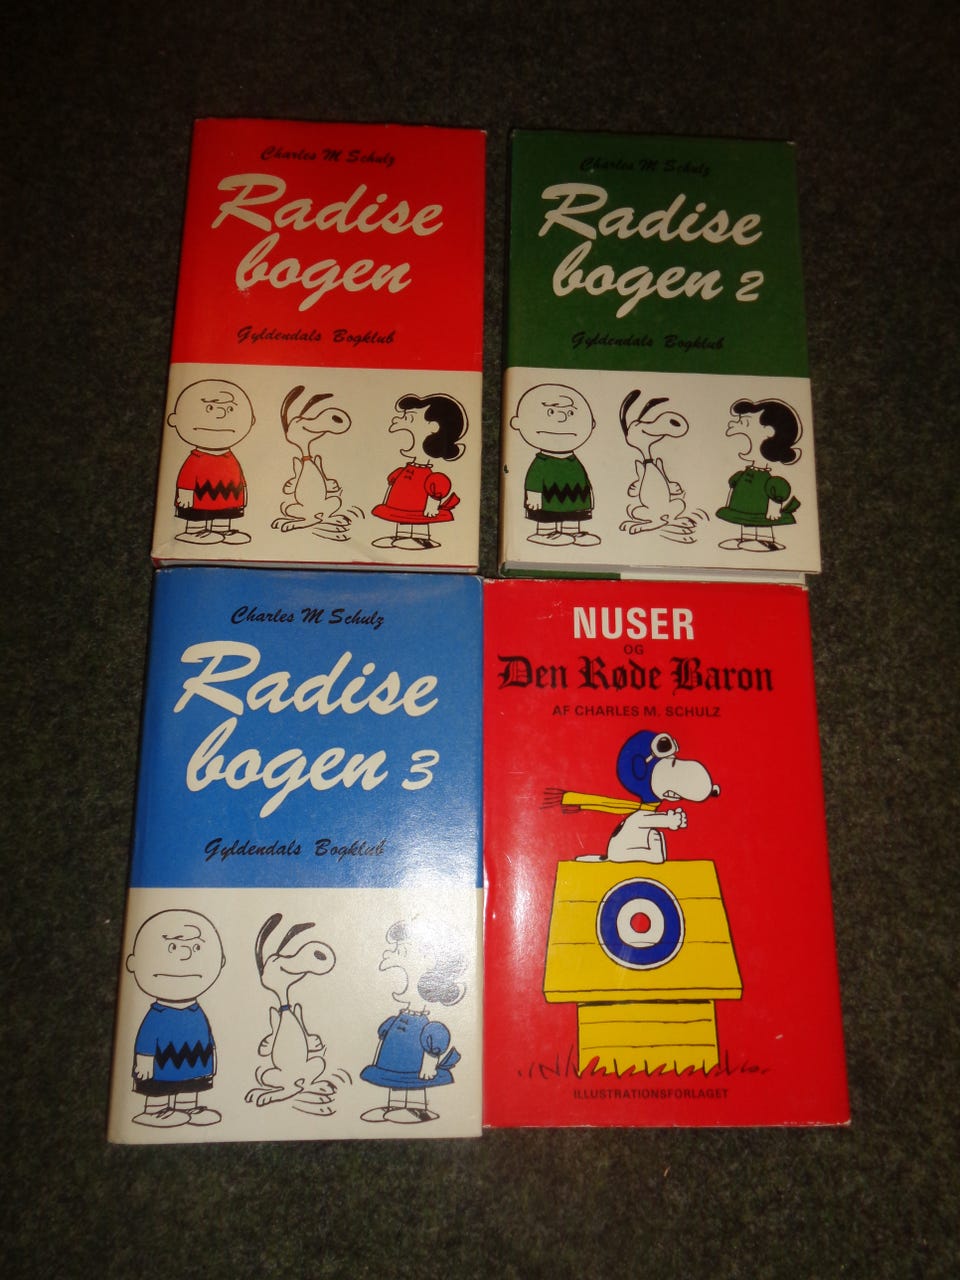 Charles M Schulz
Radise
bogen
Gyldendals Bogklub
Charles M Schulz
Radise
bogen 2
Gyldendals Bogklub
Charles M Schulz
Radise
bogen 3
Gyldendals Bogklub
NUSER
OG
Den Røde Baron
AF CHARLES M. SCHULZ
ILLUSTRATIONSFORLAGET